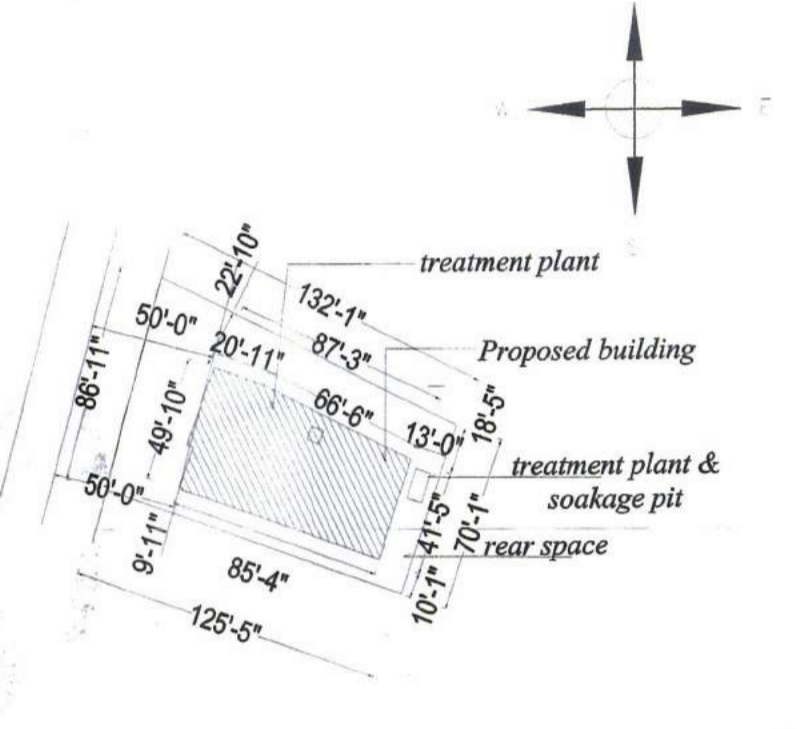 W
S
treatment plant
22'-10"
132'-1"
50'-0"
20'-11"
87'-3"
Proposed building
86'-11"
66'-6"
18'-5"
49'-10"
13'-0"
treatment plant &
soakage pit
50'-0"
41'-5"
70'-1"
rear space
9'-11"
85'-4"
10'-1"
125'-5"